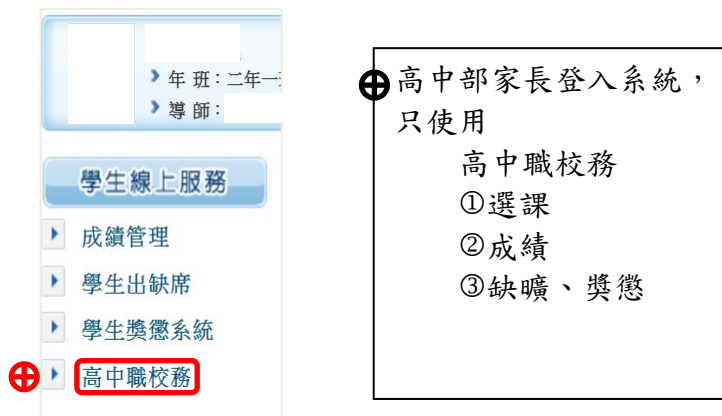 年 班：二年一
導 師：
學生線上服務
成績管理
學生出缺席
學生獎懲系統
高中職校務
高中部家長登入系統，
只使用
高中職校務
①選課
②成績
③缺曠、獎懲